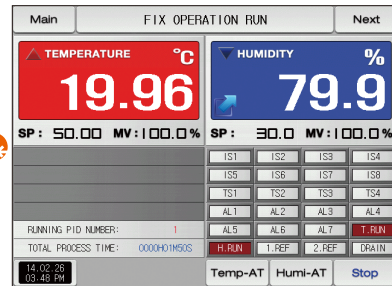 Main FIX OPERATION RUN Next
TEMPERATURE °C HUMIDITY %
19.96 79.9
SP: 50.00 MV:100.0% SP: 30.0 MV:100.0%
IS1 IS2 IS3 IS4
IS5 IS6 IS7 IS8
TS1 TS2 TS3 TS4
AL1 AL2 AL3 AL4
RUNNING PID NUMBER: 1 AL5 AL6 AL7 T.RUN
TOTAL PROCESS TIME: 0000H01M50S H.RUN 1.REF 2.REF DRAIN
14.02.26
03:48 PM
Temp-AT Humi-AT Stop